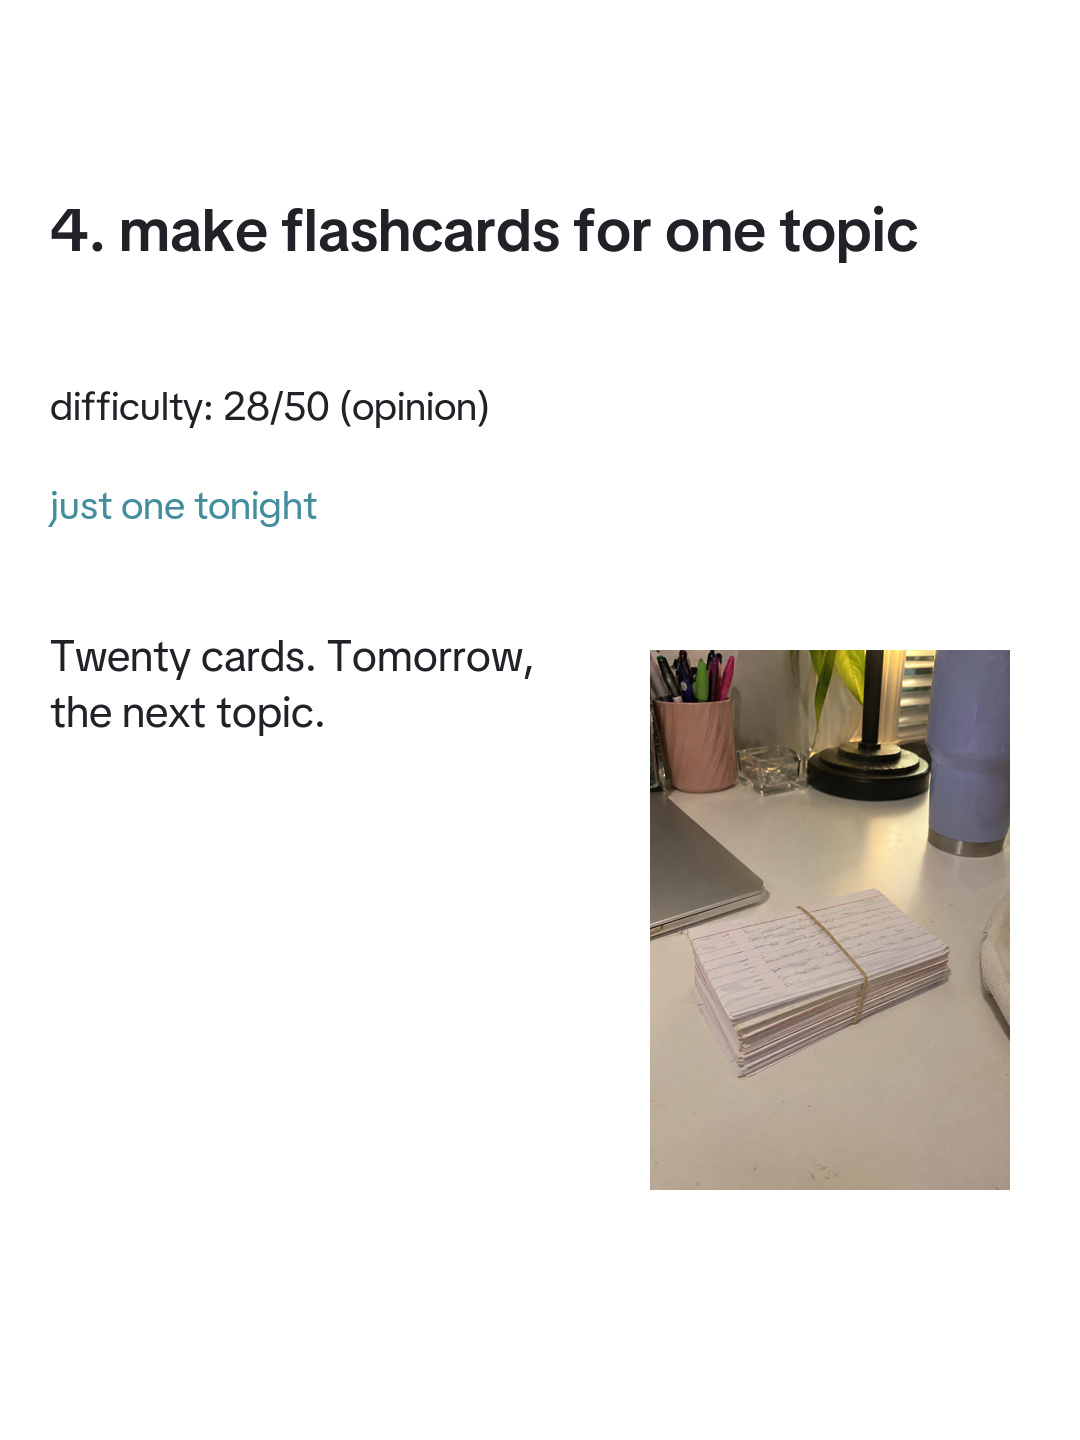 4. make flashcards for one topic
difficulty: 28/50 (opinion)
just one tonight
Twenty cards. Tomorrow,
the next topic.